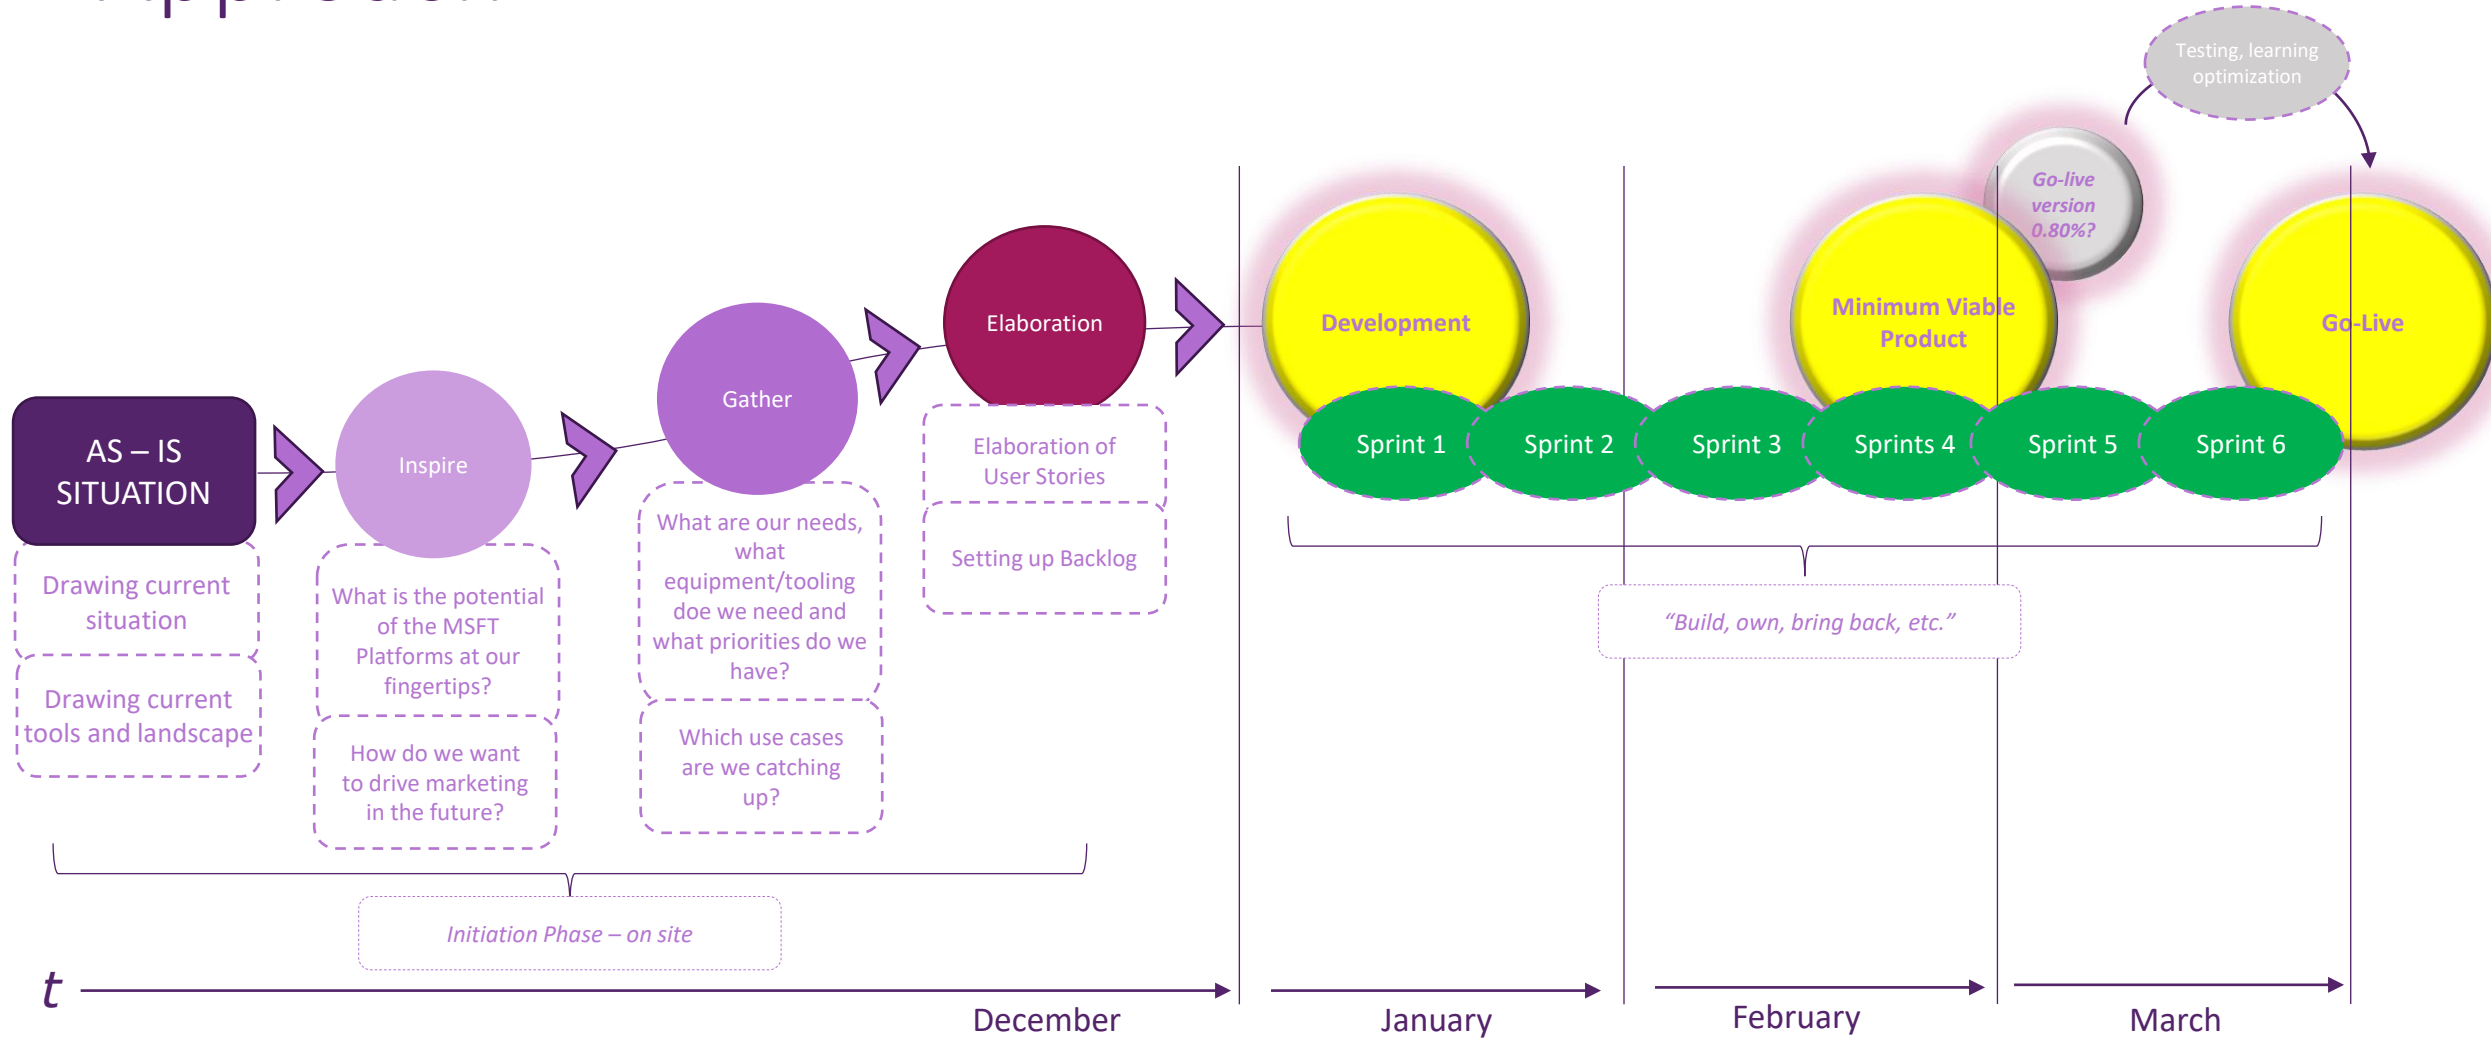 Testing, learning
optimization
Go-live
version
0.80%?
Development
Minimum Viable
Product
Go-Live
Elaboration
Gather
Inspire
AS – IS
SITUATION
Sprint 1
Sprint 2
Sprint 3
Sprints 4
Sprint 5
Sprint 6
Drawing current
situation
Drawing current
tools and landscape
What is the potential
of the MSFT
Platforms at our
fingertips?
How do we want
to drive marketing
in the future?
What are our needs,
what
equipment/tooling
doe we need and
what priorities do we
have?
Which use cases
are we catching
up?
Elaboration of
User Stories
Setting up Backlog
“Build, own, bring back, etc.”
Initiation Phase – on site
t
December
January
February
March